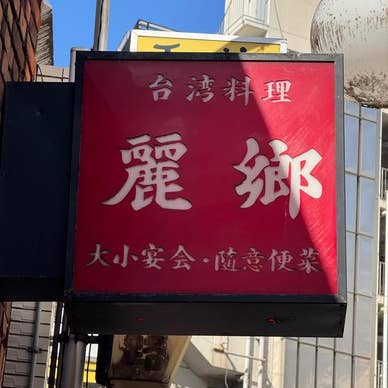 台湾料理
麗郷
大小宴会・随意便菜